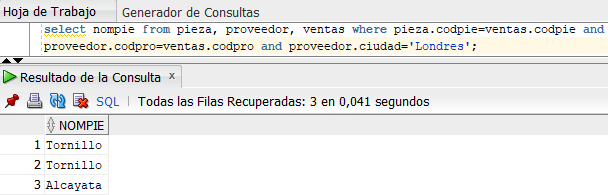 Hoja de Trabajo Generador de Consultas
select nompie from pieza, proveedor, ventas where pieza.codpie=ventas.codpie and
proveedor.codpro=ventas.codpro and proveedor.ciudad='Londres';
Resultado de la Consulta x
SQL | Todas las Filas Recuperadas: 3 en 0,041 segundos
NOMPIE
1 Tornillo
2 Tornillo
3 Alcayata